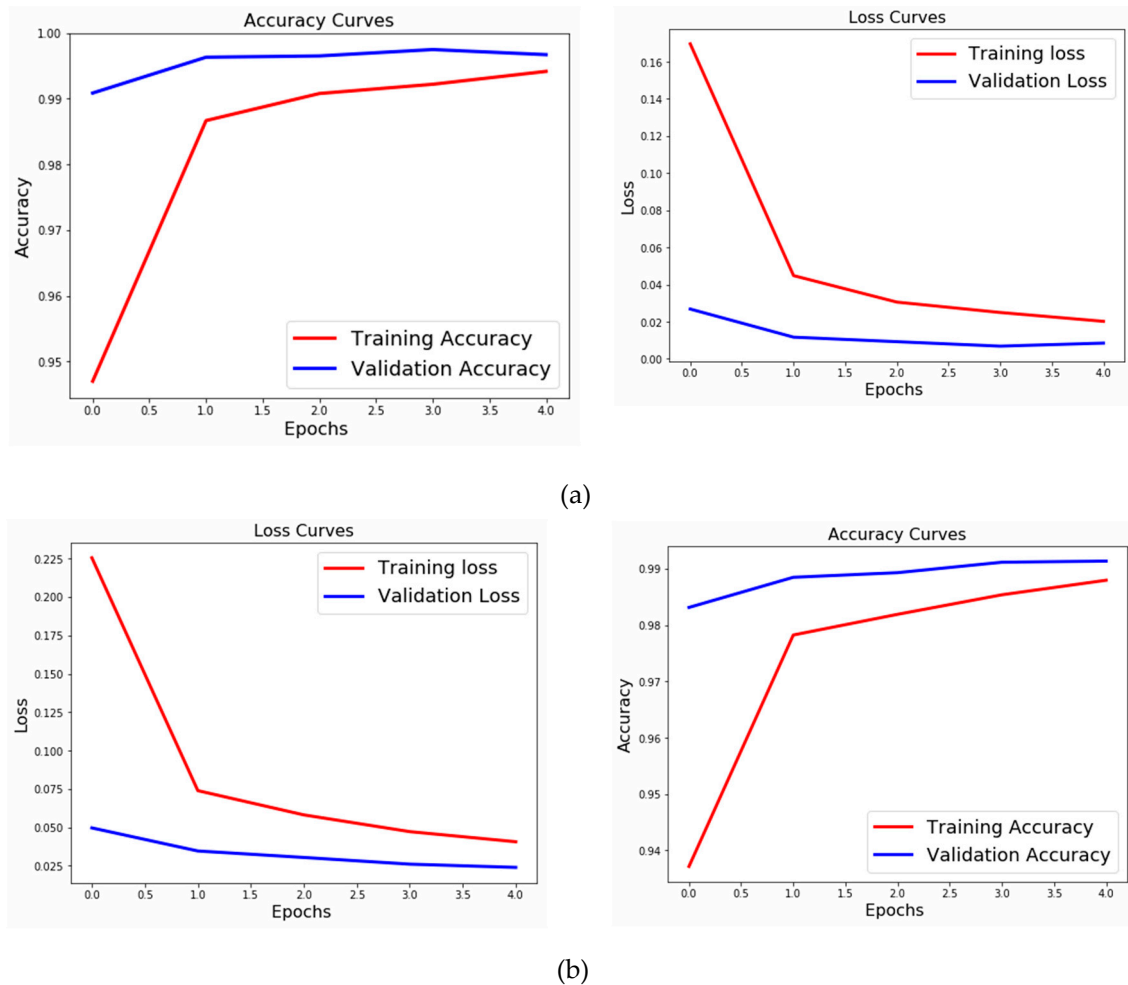 Accuracy Curves
1.00
0.99
0.98
0.97
0.96
0.95
Accuracy
Training Accuracy
Validation Accuracy
0.0 0.5 1.0 1.5 2.0 2.5 3.0 3.5 4.0
Epochs
Loss Curves
0.16
0.14
0.12
0.10
0.08
0.06
0.04
0.02
0.00
Loss
Training loss
Validation Loss
0.0 0.5 1.0 1.5 2.0 2.5 3.0 3.5 4.0
Epochs
(a)
Loss Curves
0.225
0.200
0.175
0.150
0.125
0.100
0.075
0.050
0.025
Loss
Training loss
Validation Loss
0.0 0.5 1.0 1.5 2.0 2.5 3.0 3.5 4.0
Epochs
Accuracy Curves
0.99
0.98
0.97
0.96
0.95
0.94
Accuracy
Training Accuracy
Validation Accuracy
0.0 0.5 1.0 1.5 2.0 2.5 3.0 3.5 4.0
Epochs
(b)